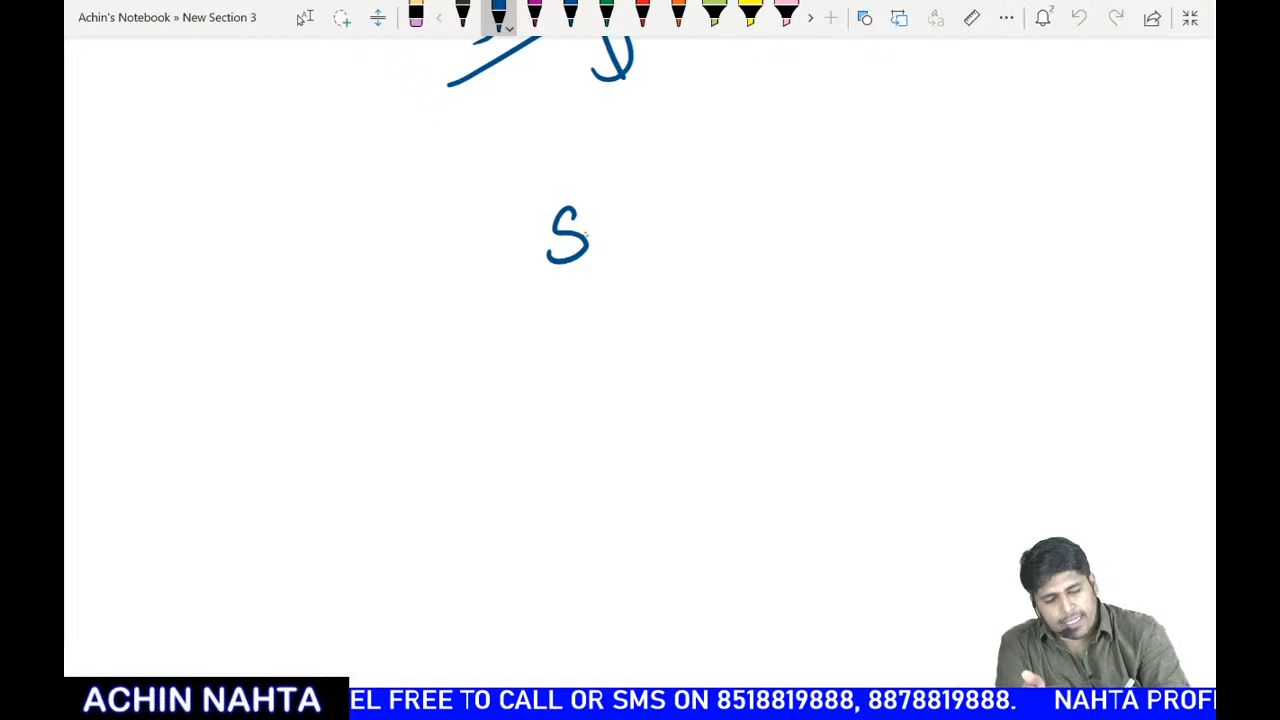 Achin's Notebook » New Section 3
S
ACHIN NAHTA
EL FREE TO CALL OR SMS ON 8518819888, 8878819888. NAHTA PROF